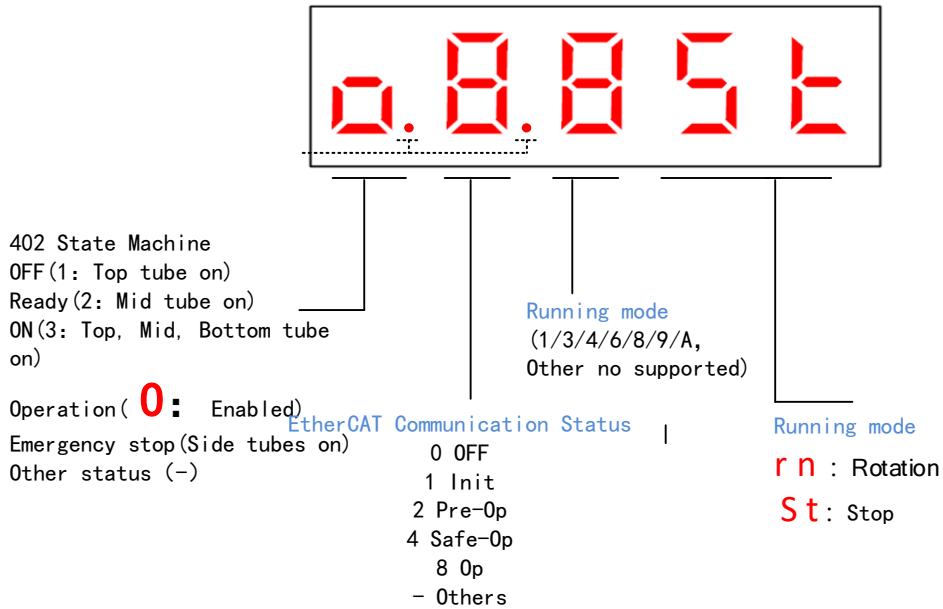 o.8.8St
402 State Machine
OFF(1: Top tube on)
Ready(2: Mid tube on)
ON(3: Top, Mid, Bottom tube
on)
Operation( O: Enabled)
Emergency stop(Side tubes on)
Other status (-)
EtherCAT Communication Status
0 OFF
1 Init
2 Pre-Op
4 Safe-Op
8 Op
- Others
Running mode
(1/3/4/6/8/9/A,
Other no supported)
Running mode
r n : Rotation
S t: Stop